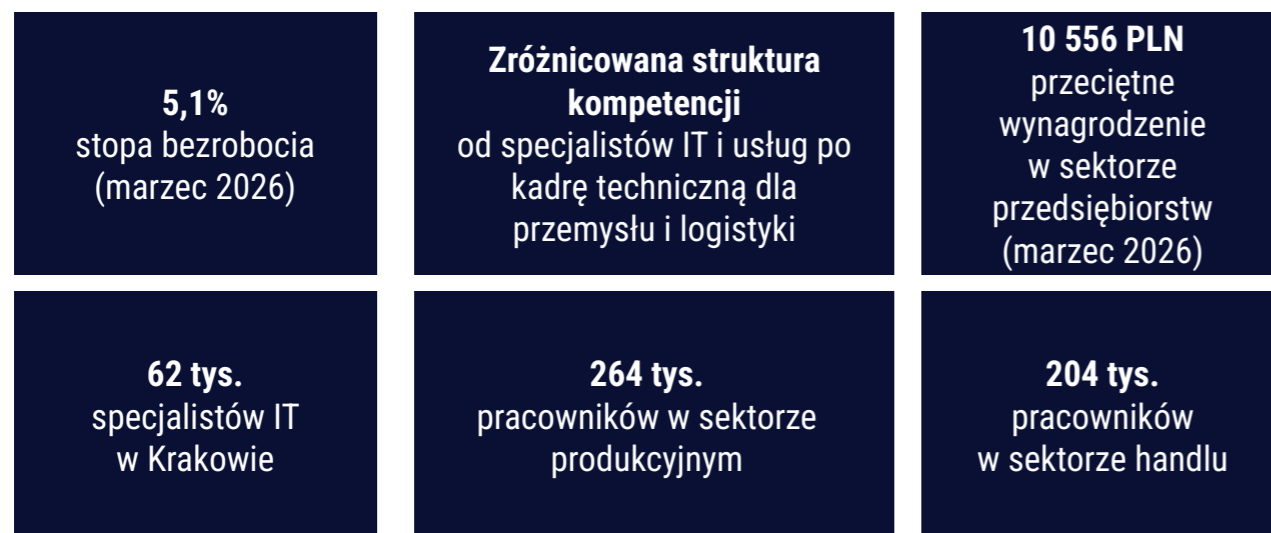 5,1%
stopa bezrobocia
(marzec 2026)
Zróżnicowana struktura
kompetencji
od specjalistów IT i usług po
kadrę techniczną dla
przemysłu i logistyki
10 556 PLN
przeciętne
wynagrodzenie
w sektorze
przedsiębiorstw
(marzec 2026)
62 tys.
specjalistów IT
w Krakowie
264 tys.
pracowników w sektorze
produkcyjnym
204 tys.
pracowników
w sektorze handlu